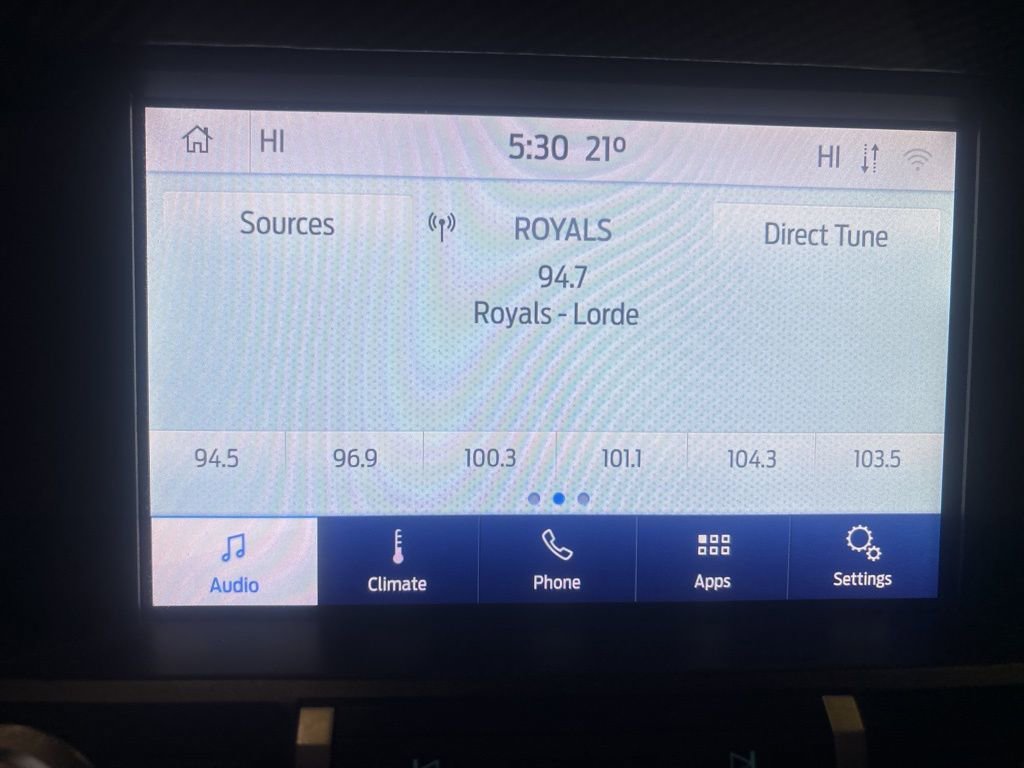 HI 5:30 21° HI
Sources ROYALS Direct Tune
94.7
Royals - Lorde
94.5 96.9 100.3 101.1 104.3 103.5
Audio Climate Phone Apps Settings